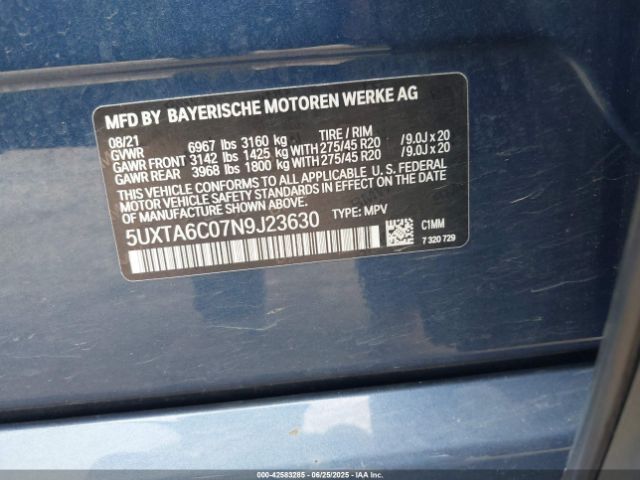 MFD BY BAYERISCHE MOTOREN WERKE AG
08/21
GVWR 6967 lbs 3160 kg TIRE / RIM
GAWR FRONT 3142 lbs 1425 kg WITH 275/45 R20 / 9.0J x 20
GAWR REAR 3968 lbs 1800 kg WITH 275/45 R20 / 9.0J x 20
THIS VEHICLE CONFORMS TO ALL APPLICABLE U. S. FEDERAL
MOTOR VEHICLE SAFETY STANDARDS IN EFFECT ON THE
DATE OF MANUFACTURE SHOWN ABOVE.
5UXTA6C07N9J23630 TYPE: MPV
C1MM
7 320 729
00-42583285 | 06/25/2025 | Copyright © IAA, LLC.